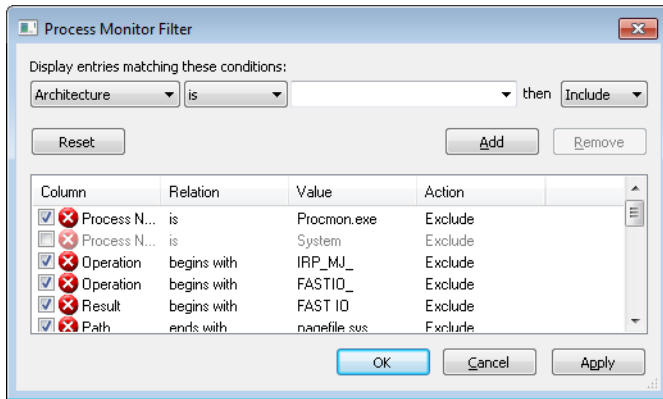 Process Monitor Filter
Display entries matching these conditions:
Architecture is then Include
Reset Add Remove
Column Relation Value Action
Process N... is Procmon.exe Exclude
Process N... is System Exclude
Operation begins with IRP_MJ_ Exclude
Operation begins with FASTIO_ Exclude
Result begins with FAST IO Exclude
Path ends with pagefile.sys Exclude
OK Cancel Apply